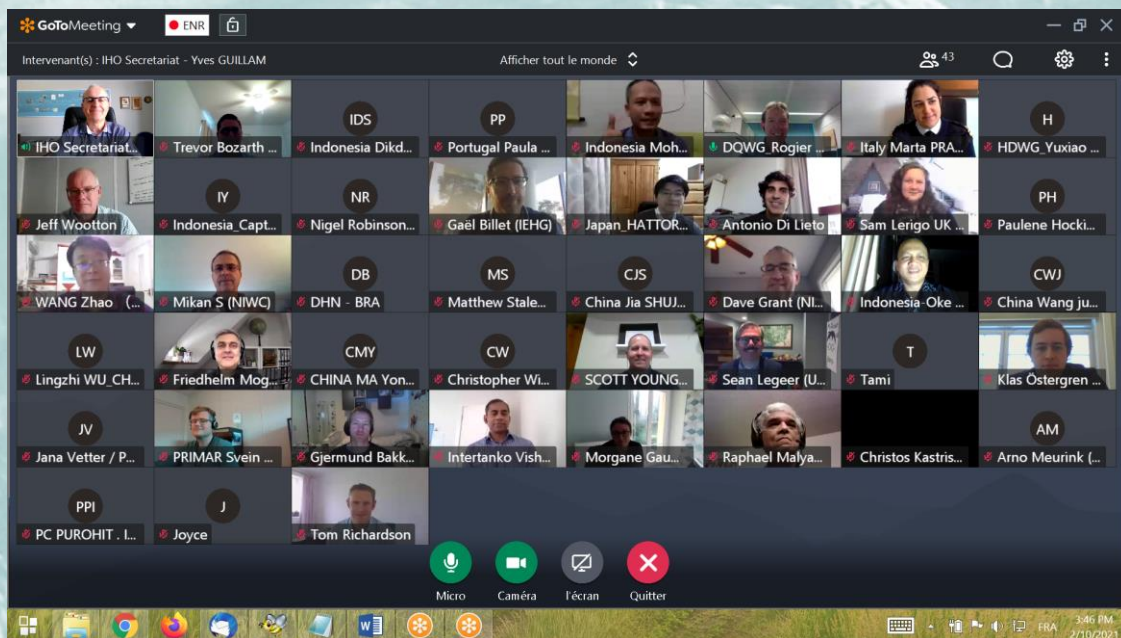 GoToMeeting
ENR
Intervenant(s) : IHO Secretariat - Yves GUILLAM
Afficher tout le monde
43
IDS
PP
H
IHO Secretariat...
Trevor Bozarth ...
Indonesia Dikd...
Portugal Paula ...
Indonesia Moh...
DQWG_Rogier ...
Italy Marta PRA...
HDWG_Yuxiao ...
IY
NR
PH
Jeff Wootton
Indonesia_Capt...
Nigel Robinson...
Gaël Billet (IEHG)
Japan_HATTOR...
Antonio Di Lieto
Sam Lerigo UK ...
Paulene Hocki...
DB
MS
CJS
CWJ
WANG Zhao (...
Mikan S (NIWC)
DHN - BRA
Matthew Stale...
China Jia SHUJ...
Dave Grant (NI...
Indonesia-Oke ...
China Wang ju...
LW
CMY
CW
T
Lingzhi WU_CH...
Friedhelm Mog...
CHINA MA Yon...
Christopher Wi...
SCOTT YOUNG...
Sean Legeer (U...
Tami
Klas Östergren ...
JV
AM
Jana Vetter / P...
PRIMAR Svein ...
Gjermund Bakk...
Intertanko Vish...
Morgane Gau...
Raphael Malya...
Christos Kastris...
Arno Meurink (...
PPI
J
PC PUROHIT . I...
Joyce
Tom Richardson
Micro
Caméra
l'écran
Quitter
FRA
3:46 PM
2/10/2021